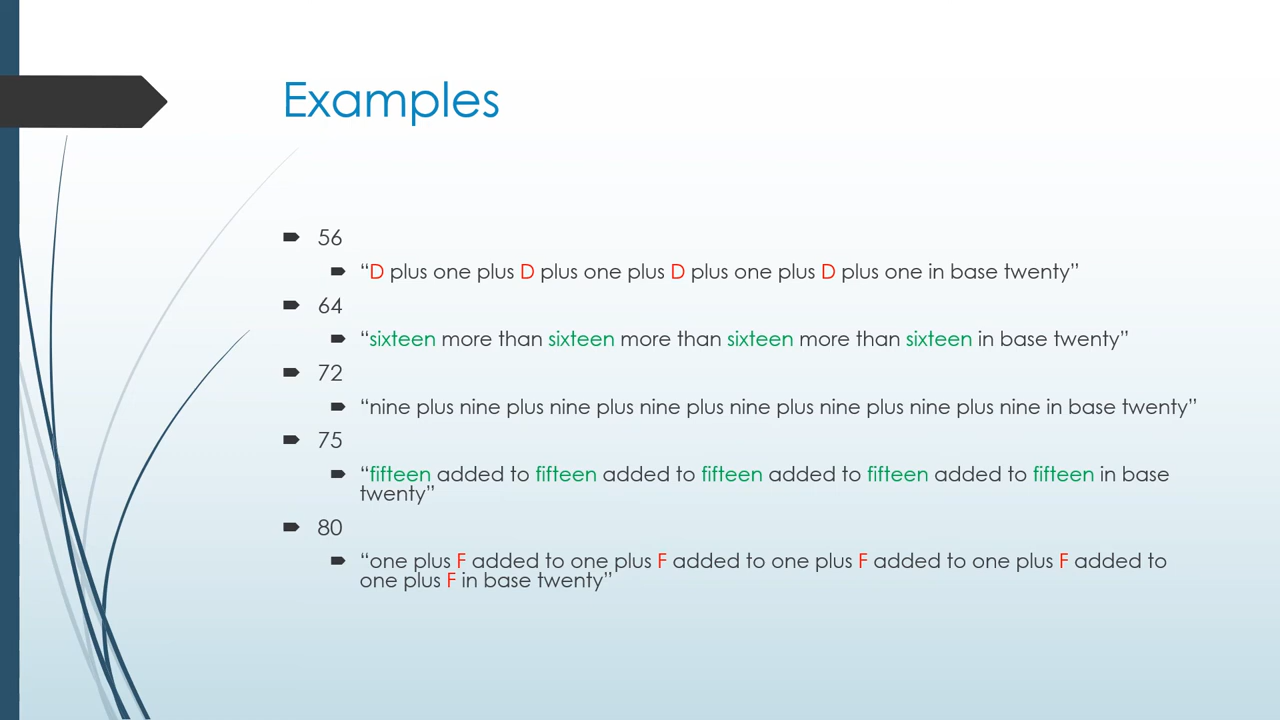 Examples
56
“D plus one plus D plus one plus D plus one plus D plus one in base twenty”
64
“sixteen more than sixteen more than sixteen more than sixteen in base twenty”
72
“nine plus nine plus nine plus nine plus nine plus nine plus nine plus nine in base twenty”
75
“fifteen added to fifteen added to fifteen added to fifteen added to fifteen in base
twenty”
80
“one plus F added to one plus F added to one plus F added to one plus F added to
one plus F in base twenty”